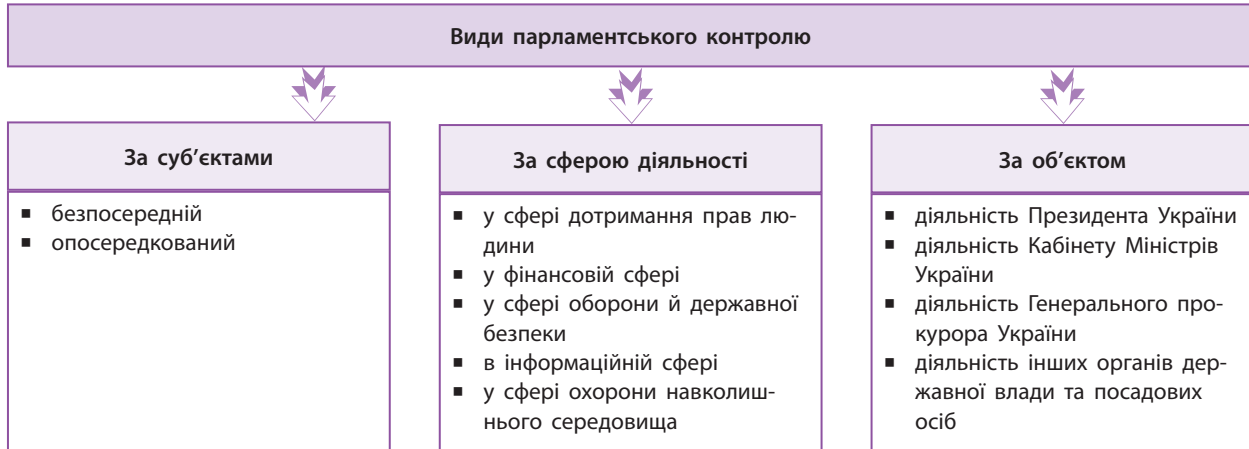 Види парламентського контролю
За суб’єктами
▪ безпосередній
▪ опосередкований
За сферою діяльності
▪ у сфері дотримання прав лю-
дини
▪ у фінансовій сфері
▪ у сфері оборони й державної
безпеки
▪ в інформаційній сфері
▪ у сфері охорони навколиш-
нього середовища
За об’єктом
▪ діяльність Президента України
▪ діяльність Кабінету Міністрів
України
▪ діяльність Генерального про-
курора України
▪ діяльність інших органів дер-
жавної влади та посадових
осіб